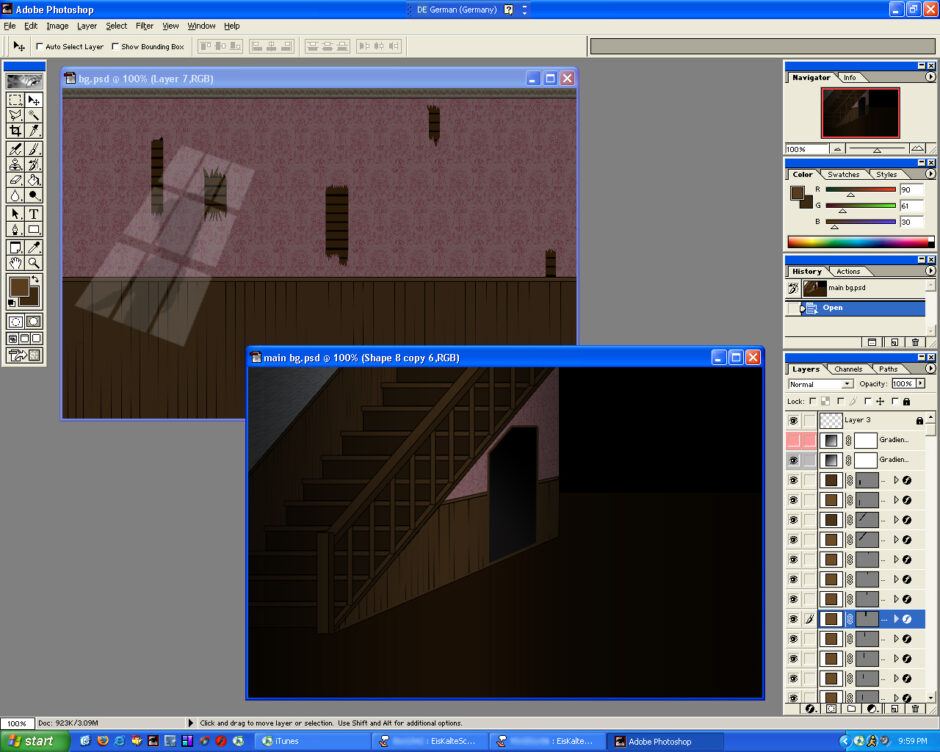 Adobe Photoshop
DE German (Germany)
File Edit Image Layer Select Filter View Window Help
Auto Select Layer Show Bounding Box
bg.psd @ 100% (Layer 7,RGB)
Navigator Info
100%
Color Swatches Styles
R 90
G 61
B 30
History Actions
main bg.psd
Open
main bg.psd @ 100% (Shape 8 copy 6,RGB)
Layers Channels Paths
Normal Opacity: 100%
Lock:
Layer 3
Gradien...
Gradien...
T
100% Doc: 923K/3.09M Click and drag to move layer or selection. Use Shift and Alt for additional options.
start iTunes : EisKalteSc... : EisKalte... Adobe Photoshop 9:59 PM